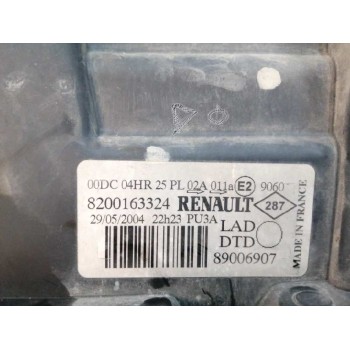 00DC 04HR 25 PL 02A 011a E2 9060
8200163324 RENAULT 287
29/05/2004 22h23 PU3A LAD
DTD
89006907
MADE IN FRANCE